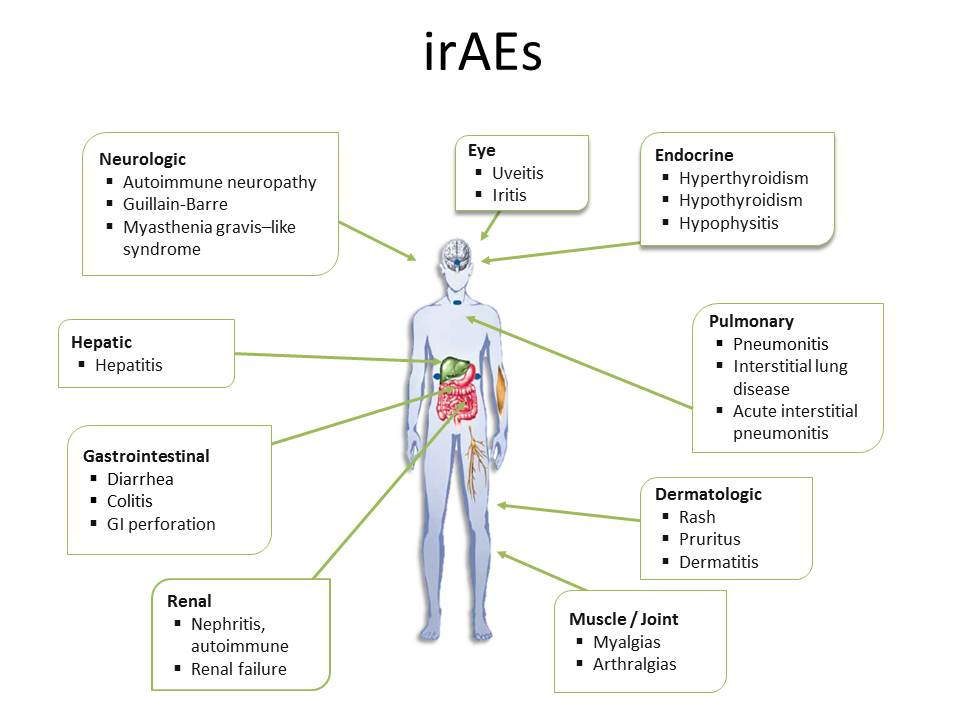 irAEs
Neurologic
▪ Autoimmune neuropathy
▪ Guillain-Barre
▪ Myasthenia gravis–like
syndrome
Eye
▪ Uveitis
▪ Iritis
Endocrine
▪ Hyperthyroidism
▪ Hypothyroidism
▪ Hypophysitis
Hepatic
▪ Hepatitis
Pulmonary
▪ Pneumonitis
▪ Interstitial lung
disease
▪ Acute interstitial
pneumonitis
Gastrointestinal
▪ Diarrhea
▪ Colitis
▪ GI perforation
Dermatologic
▪ Rash
▪ Pruritus
▪ Dermatitis
Renal
▪ Nephritis,
autoimmune
▪ Renal failure
Muscle / Joint
▪ Myalgias
▪ Arthralgias